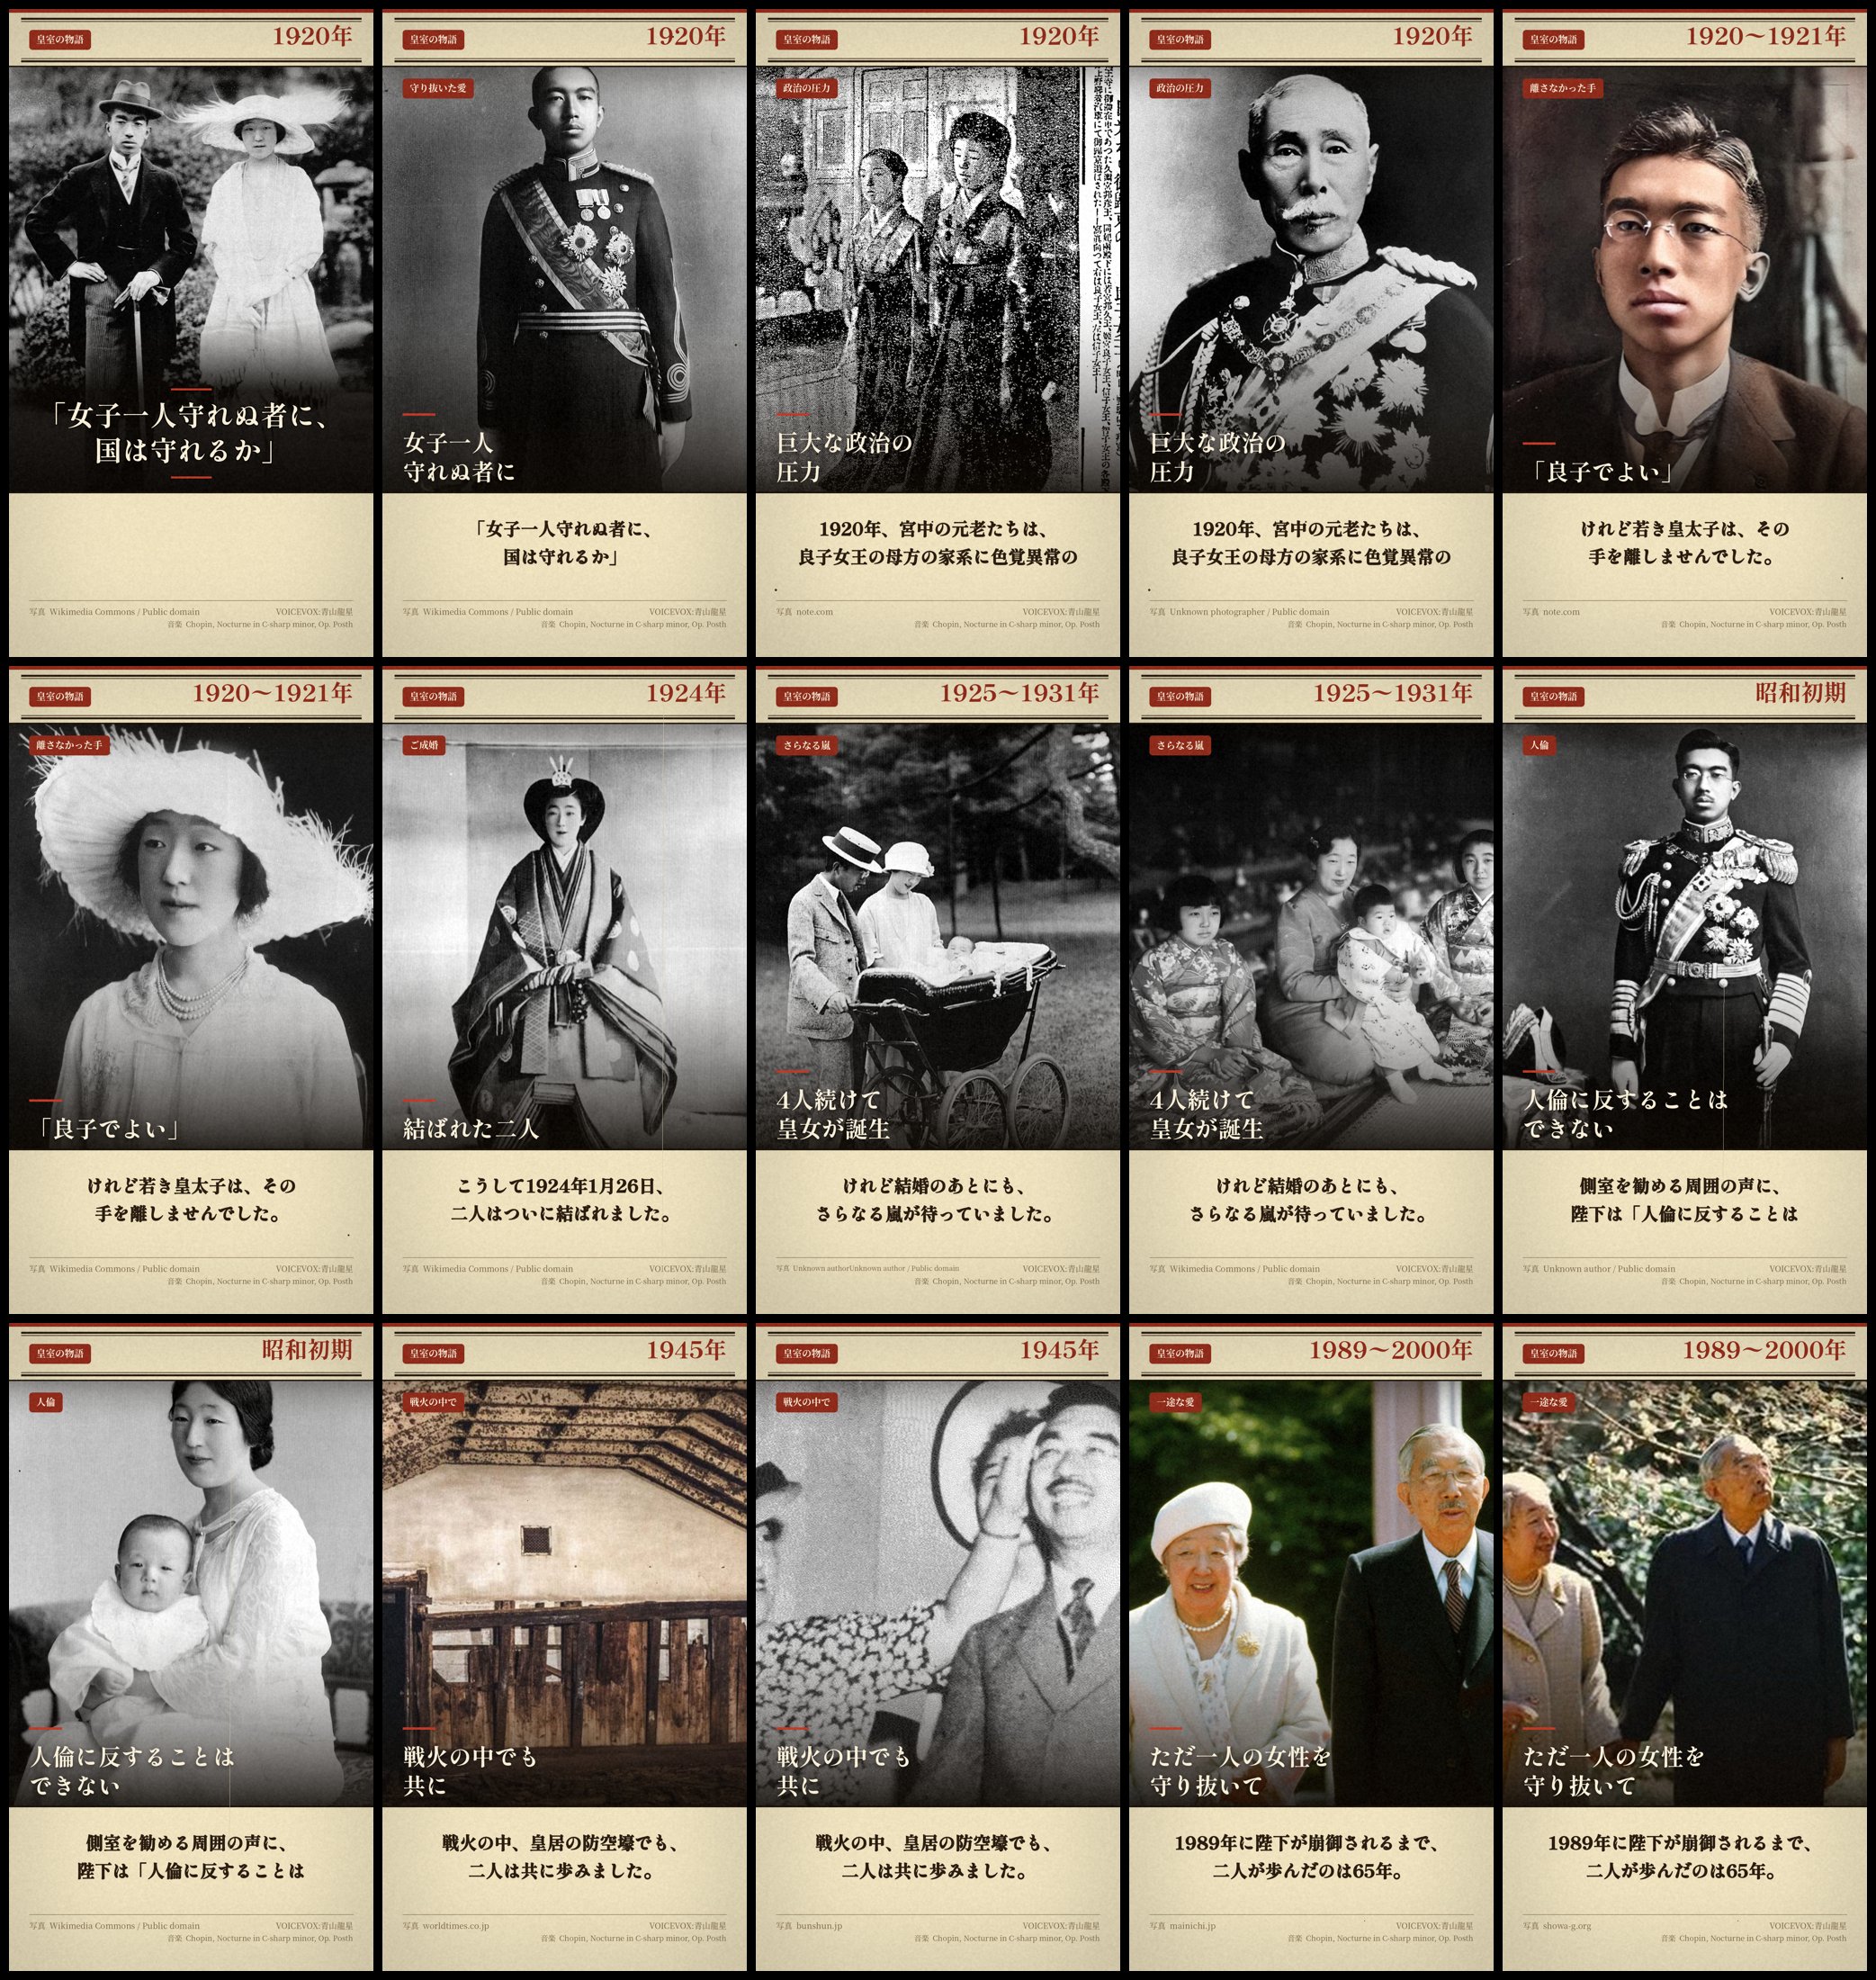 皇室の物語
1920年
「女子一人守れぬ者に、
国は守れるか」
皇室の物語
1920年
守り抜いた愛
女子一人
守れぬ者に
「女子一人守れぬ者に、
国は守れるか」
写真 Wikimedia Commons / Public domain
VOICEVOX:青山龍星
音楽 Chopin, Nocturne in C-sharp minor, Op. Posth
皇室の物語
1920年
政治の圧力
巨大な政治の
圧力
1920年、宮中の元老たちは、
良子女王の母方の家系に色覚異常の
写真 note.com
VOICEVOX:青山龍星
音楽 Chopin, Nocturne in C-sharp minor, Op. Posth
皇室の物語
1920年
政治の圧力
巨大な政治の
圧力
1920年、宮中の元老たちは、
良子女王の母方の家系に色覚異常の
写真 Unknown photographer / Public domain
VOICEVOX:青山龍星
音楽 Chopin, Nocturne in C-sharp minor, Op. Posth
皇室の物語
1920〜1921年
離さなかった手
「良子でよい」
けれど若き皇太子は、その
手を離しませんでした。
写真 note.com
VOICEVOX:青山龍星
音楽 Chopin, Nocturne in C-sharp minor, Op. Posth
写真 Wikimedia Commons / Public domain
VOICEVOX:青山龍星
音楽 Chopin, Nocturne in C-sharp minor, Op. Posth
皇室の物語
1920〜1921年
離さなかった手
「良子でよい」
けれど若き皇太子は、その
手を離しませんでした。
写真 Wikimedia Commons / Public domain
VOICEVOX:青山龍星
音楽 Chopin, Nocturne in C-sharp minor, Op. Posth
皇室の物語
1924年
ご成婚
結ばれた二人
こうして1924年1月26日、
二人はついに結ばれました。
写真 Wikimedia Commons / Public domain
VOICEVOX:青山龍星
音楽 Chopin, Nocturne in C-sharp minor, Op. Posth
皇室の物語
1925〜1931年
さらなる嵐
4人続けて
皇女が誕生
けれど結婚のあとにも、
さらなる嵐が待っていました。
写真 Unknown authorUnknown author / Public domain
VOICEVOX:青山龍星
音楽 Chopin, Nocturne in C-sharp minor, Op. Posth
皇室の物語
1925〜1931年
さらなる嵐
4人続けて
皇女が誕生
けれど結婚のあとにも、
さらなる嵐が待っていました。
写真 Wikimedia Commons / Public domain
VOICEVOX:青山龍星
音楽 Chopin, Nocturne in C-sharp minor, Op. Posth
皇室の物語
昭和初期
人倫
人倫に反することは
できない
側室を勧める周囲の声に、
陛下は「人倫に反することは
写真 Unknown author / Public domain
VOICEVOX:青山龍星
音楽 Chopin, Nocturne in C-sharp minor, Op. Posth
皇室の物語
昭和初期
人倫
人倫に反することは
できない
側室を勧める周囲の声に、
陛下は「人倫に反することは
写真 Wikimedia Commons / Public domain
VOICEVOX:青山龍星
音楽 Chopin, Nocturne in C-sharp minor, Op. Posth
皇室の物語
1945年
戦火の中で
戦火の中でも
共に
戦火の中、皇居の防空壕でも、
二人は共に歩みました。
写真 worldtimes.co.jp
VOICEVOX:青山龍星
音楽 Chopin, Nocturne in C-sharp minor, Op. Posth
皇室の物語
1945年
戦火の中で
戦火の中でも
共に
戦火の中、皇居の防空壕でも、
二人は共に歩みました。
写真 bunshun.jp
VOICEVOX:青山龍星
音楽 Chopin, Nocturne in C-sharp minor, Op. Posth
皇室の物語
1989〜2000年
一途な愛
ただ一人の女性を
守り抜いて
1989年に陛下が崩御されるまで、
二人が歩んだのは65年。
写真 mainichi.jp
VOICEVOX:青山龍星
音楽 Chopin, Nocturne in C-sharp minor, Op. Posth
皇室の物語
1989〜2000年
一途な愛
ただ一人の女性を
守り抜いて
1989年に陛下が崩御されるまで、
二人が歩んだのは65年。
写真 showa-g.org
VOICEVOX:青山龍星
音楽 Chopin, Nocturne in C-sharp minor, Op. Posth